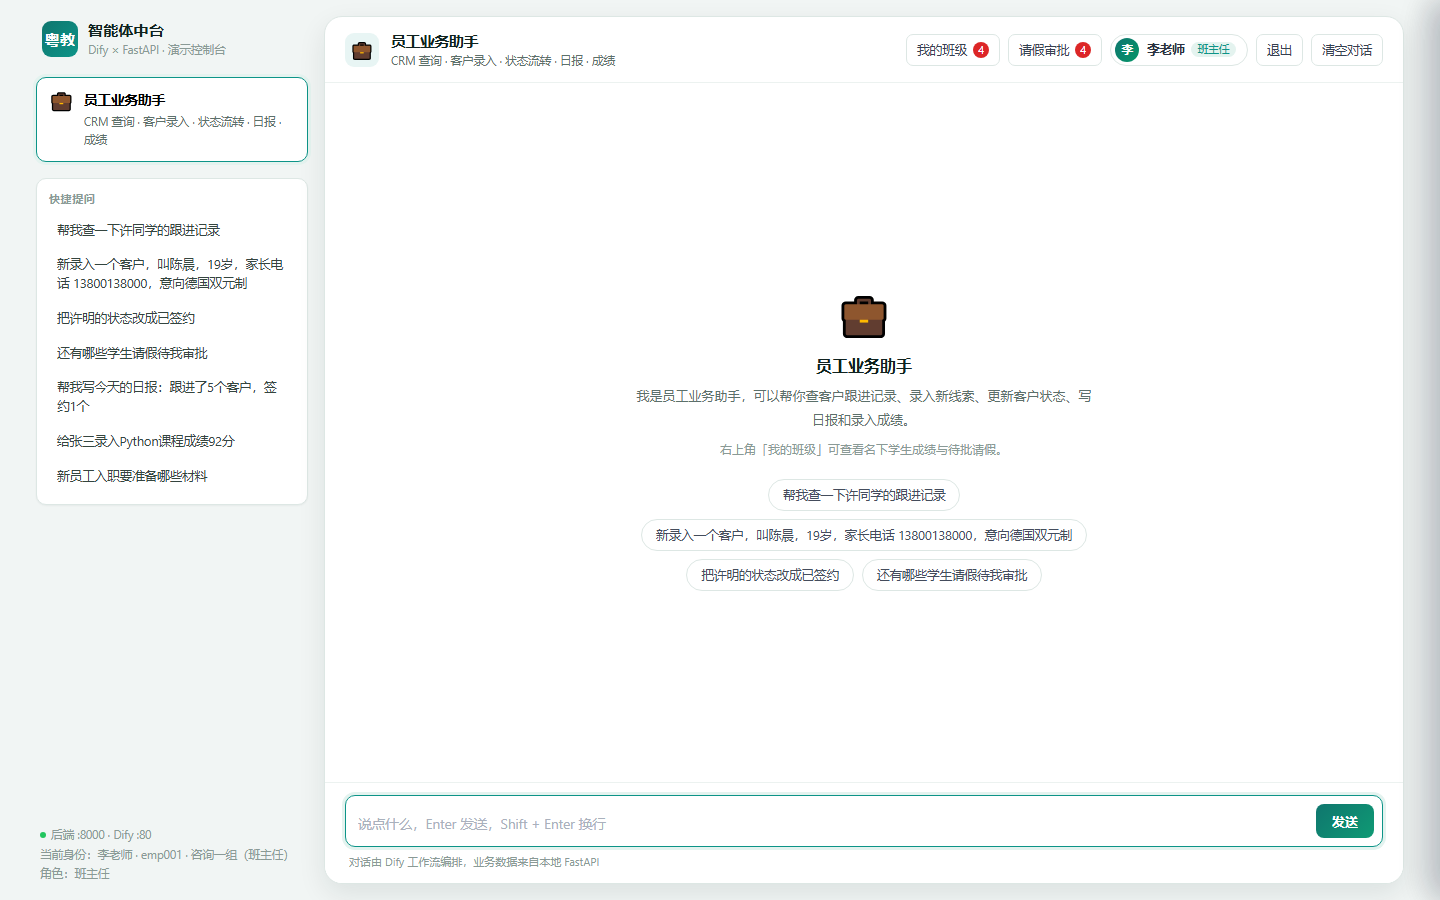 粤教
智能体中台
Dify × FastAPI · 演示控制台
员工业务助手
CRM 查询 · 客户录入 · 状态流转 · 日报 ·
成绩
快捷提问
帮我查一下许同学的跟进记录
新录入一个客户，叫陈晨，19岁，家长电
话 13800138000，意向德国双元制
把许明的状态改成已签约
还有哪些学生请假待我审批
帮我写今天的日报：跟进了5个客户，签
约1个
给张三录入Python课程成绩92分
新员工入职要准备哪些材料
后端 :8000 · Dify :80
当前身份：李老师 · emp001 · 咨询一组（班主任）
角色：班主任
员工业务助手
CRM 查询 · 客户录入 · 状态流转 · 日报 · 成绩
我的班级 4
请假审批 4
李 李老师 班主任
退出
清空对话
员工业务助手
我是员工业务助手，可以帮你查客户跟进记录、录入新线索、更新客户状态、写
日报和录入成绩。
右上角「我的班级」可查看名下学生成绩与待批请假。
帮我查一下许同学的跟进记录
新录入一个客户，叫陈晨，19岁，家长电话 13800138000，意向德国双元制
把许明的状态改成已签约
还有哪些学生请假待我审批
说点什么，Enter 发送，Shift + Enter 换行
发送
对话由 Dify 工作流编排，业务数据来自本地 FastAPI